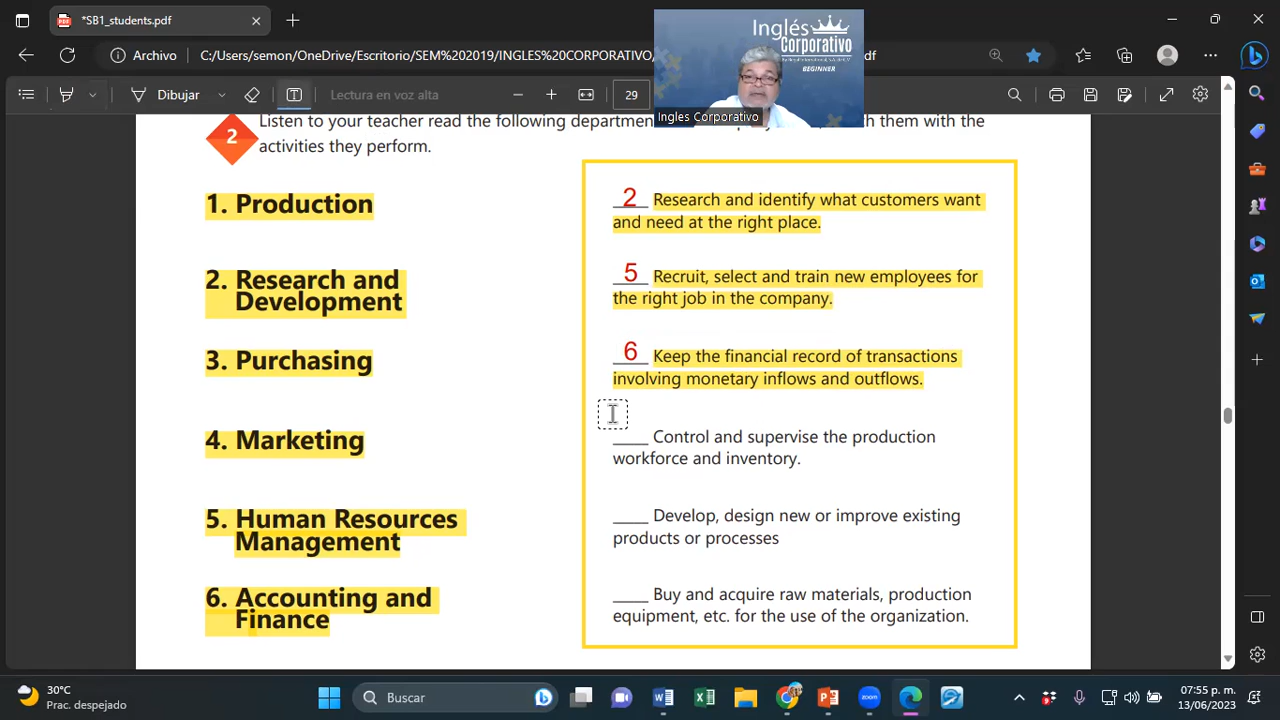 *SB1_students.pdf
Archivo
C:/Users/semon/OneDrive/Escritorio/SEM%202019/INGLES%20CORPORATIVO
df
Inglés
Corporativo
BEGINNER
Ingles Corporativo
Dibujar
Lectura en voz alta
29
2
Listen to your teacher read the following
activities they perform.
them with the
1. Production
2. Research and
Development
3. Purchasing
4. Marketing
5. Human Resources
Management
6. Accounting and
Finance
2 Research and identify what customers want
and need at the right place.
5 Recruit, select and train new employees for
the right job in the company.
6 Keep the financial record of transactions
involving monetary inflows and outflows.
____ Control and supervise the production
workforce and inventory.
____ Develop, design new or improve existing
products or processes
____ Buy and acquire raw materials, production
equipment, etc. for the use of the organization.
30°C
Prac. despejado
Buscar
zoom
07:55 p. m.
13/06/2023